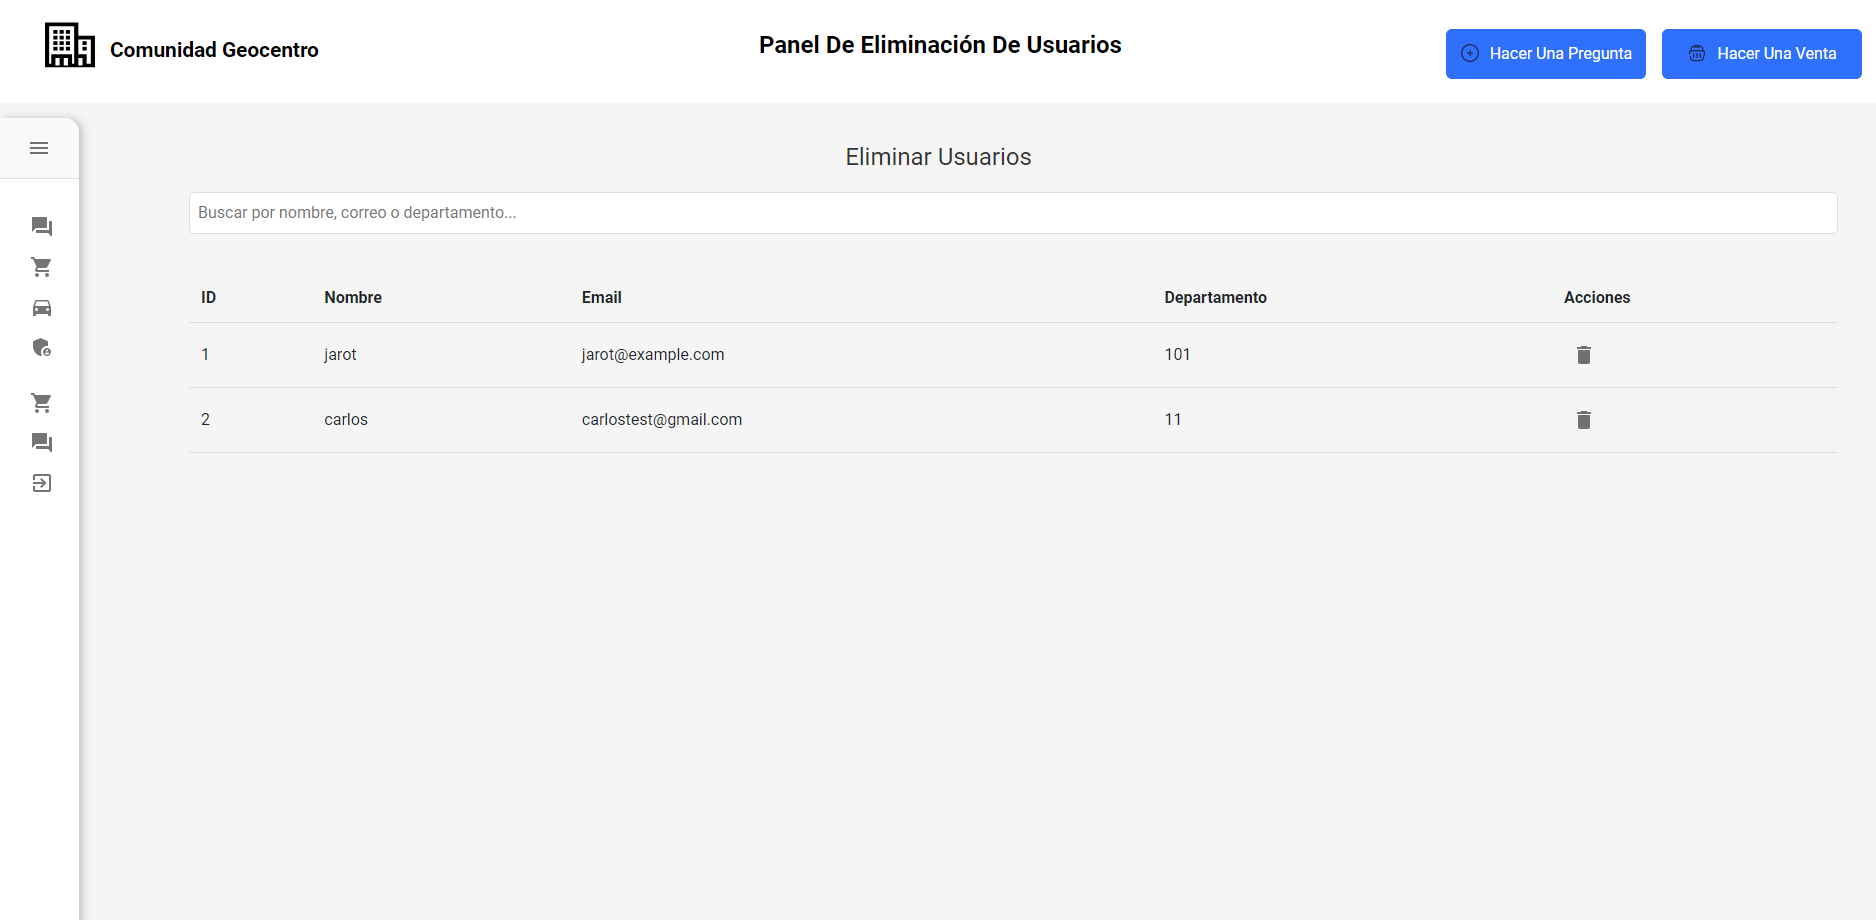 Comunidad Geocentro
Panel De Eliminación De Usuarios
Hacer Una Pregunta
Hacer Una Venta
Eliminar Usuarios
Buscar por nombre, correo o departamento...
ID Nombre Email Departamento Acciones
1 jarot jarot@example.com 101
2 carlos carlostest@gmail.com 11